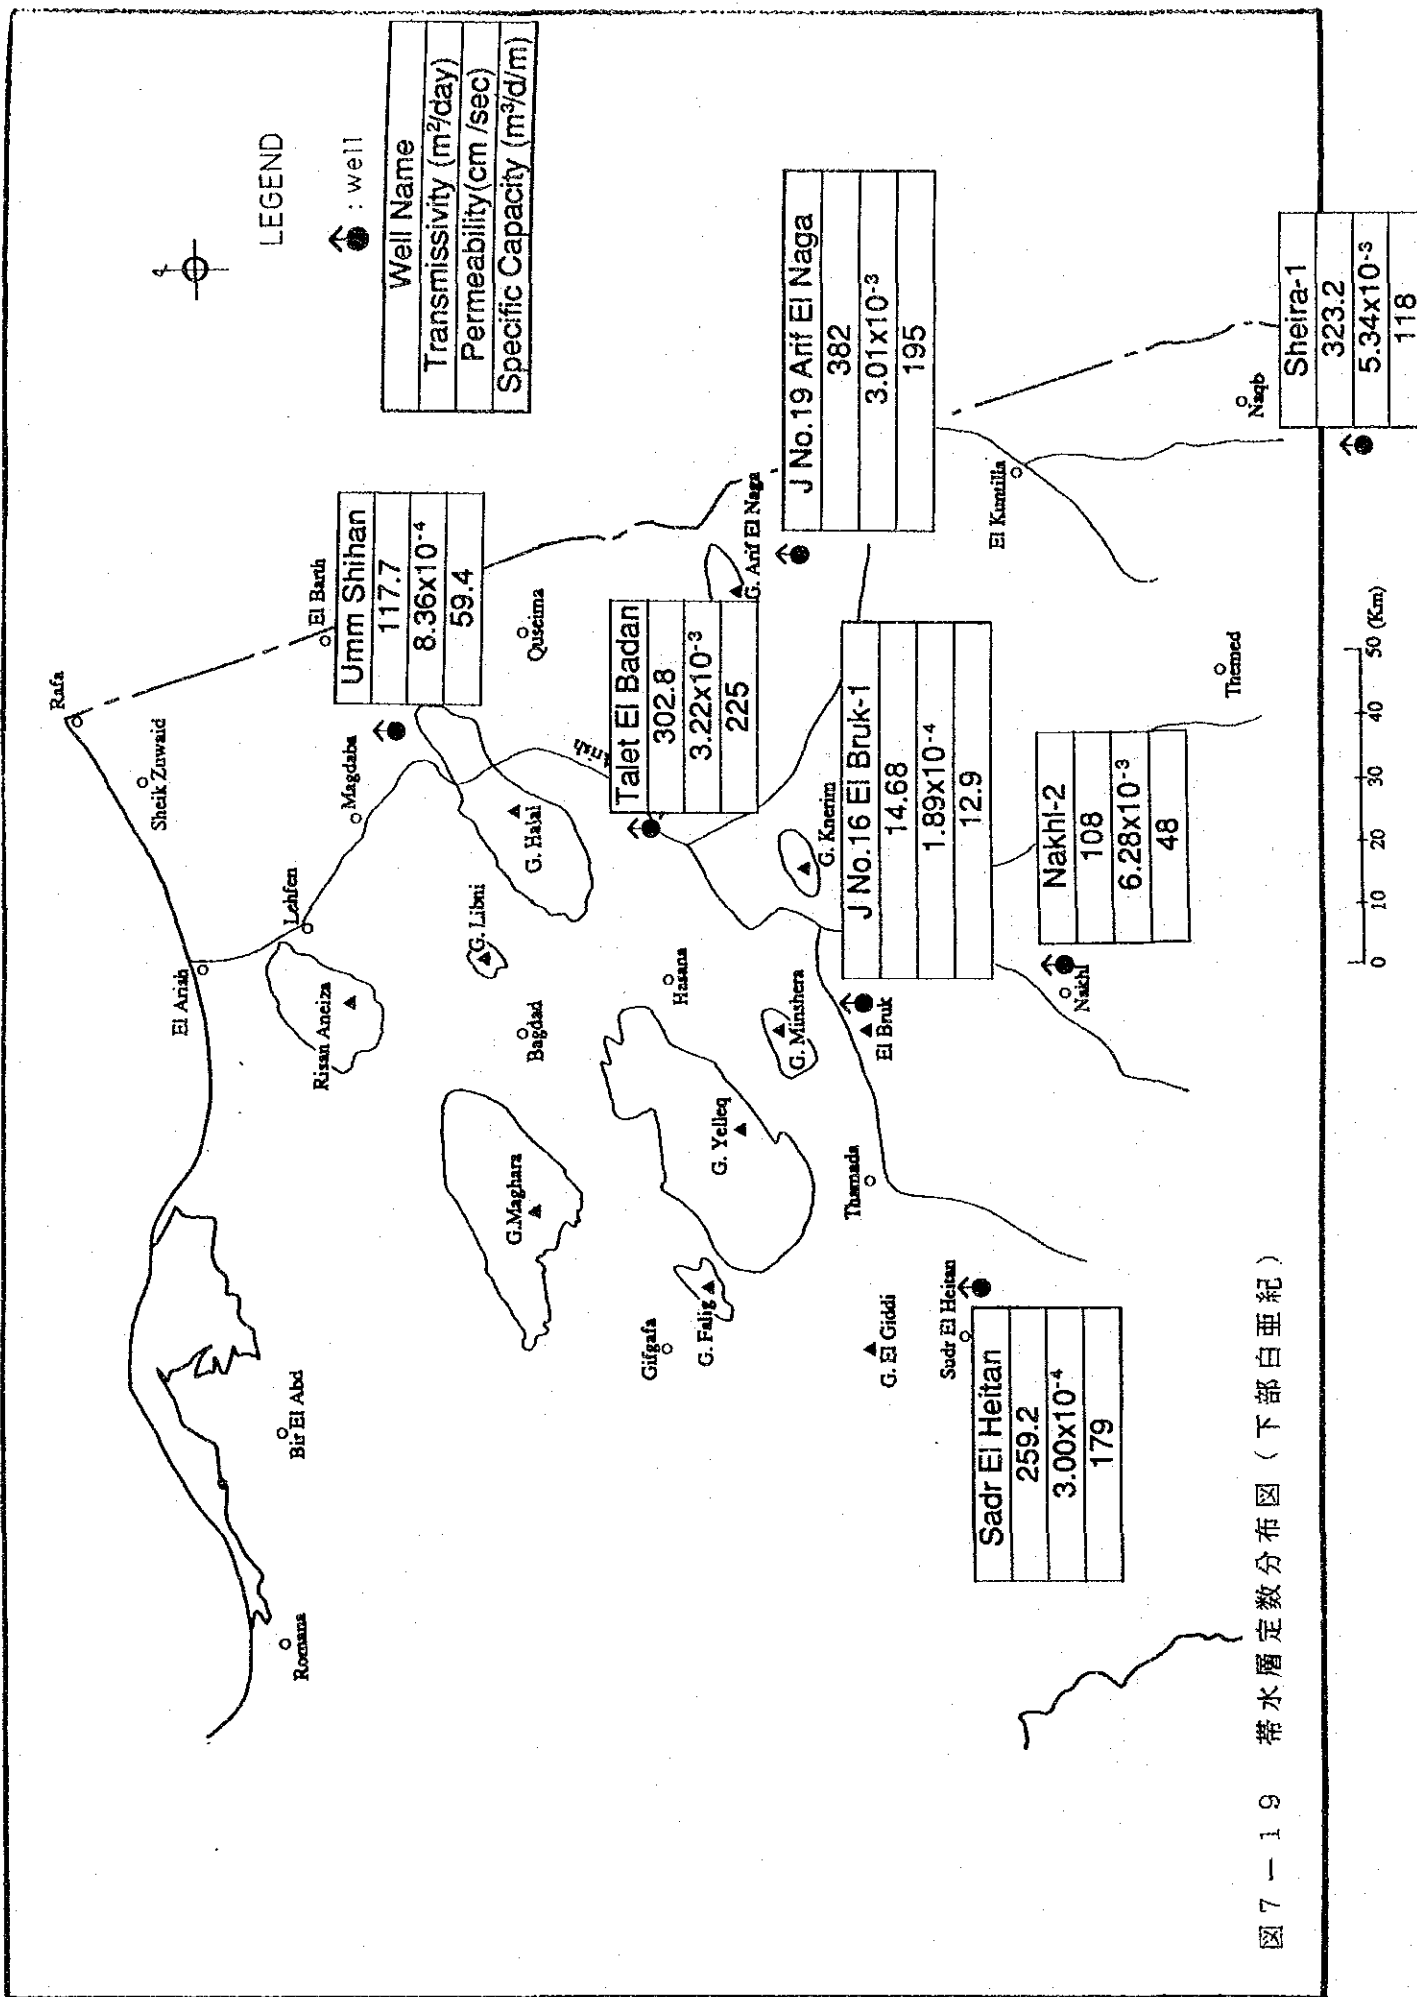 LEGEND
: well
Well Name
Transmissivity (m²/day)
Permeability(cm /sec)
Specific Capacity (m³/d/m)
Rafa
Sheik Zuwaid
El Arish
Lehfen
Magdaba
El Barth
Umm Shihan
117.7
8.36x10⁻⁴
59.4
Risan Aneiza
Bir El Abd
Romana
G. Libni
G. Halal
Quseima
Bagdad
G.Maghara
Arish
Talet El Badan
302.8
3.22x10⁻³
225
Hasana
G. Arif El Naga
J No.19 Arif El Naga
382
3.01x10⁻³
195
Gifgafa
G. Falig
G. Yelleq
G. Minshera
G. Knerim
J No.16 El Bruk-1
14.68
1.89x10⁻⁴
12.9
El Bruk
Thamada
G. El Giddi
Sudr El Heitan
Sadr El Heitan
259.2
3.00x10⁻⁴
179
El Kuntilla
Nakhl-2
108
6.28x10⁻³
48
Nakhl
Themed
Naqb
Sheira-1
323.2
5.34x10⁻³
118
0 10 20 30 40 50 (Km)
図7-19 帯水層定数分布図(下部白亜紀)